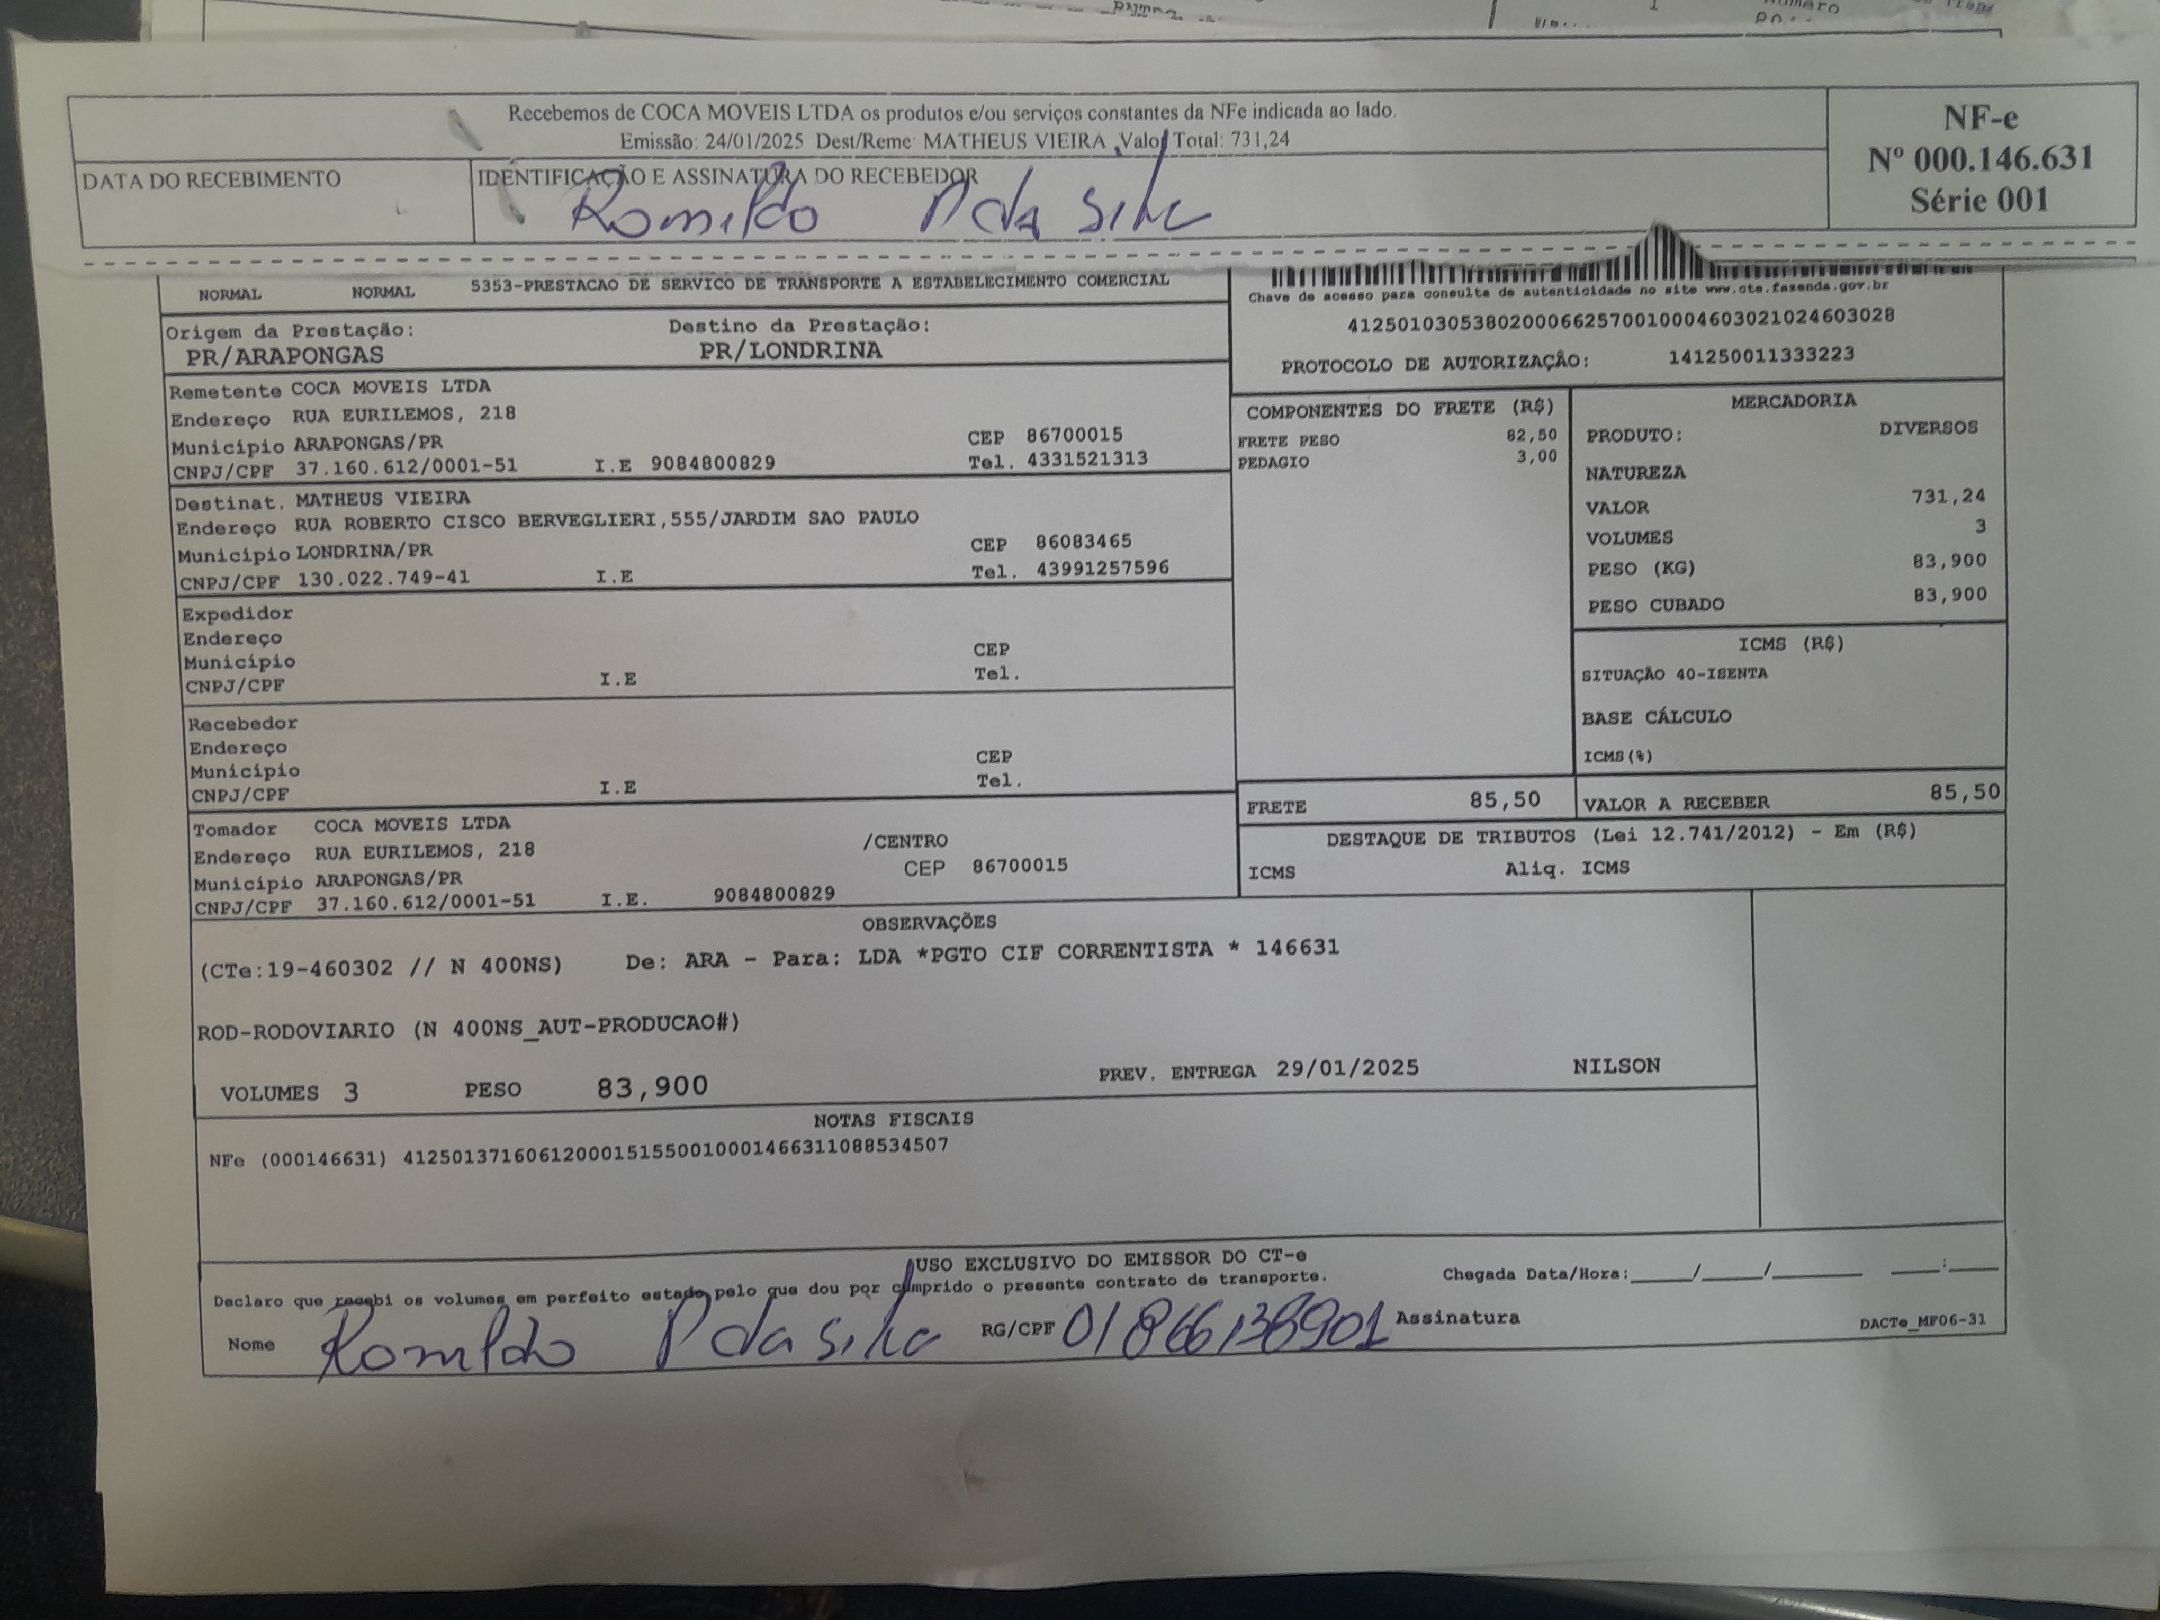 Recebemos de COCA MOVEIS LTDA os produtos e/ou serviços constantes da NFe indicada ao lado.
Emissão: 24/01/2025 Dest/Reme: MATHEUS VIEIRA Valor Total: 731,24
DATA DO RECEBIMENTO
IDENTIFICAÇÃO E ASSINATURA DO RECEBEDOR
Romildo P da Silva
NF-e
Nº 000.146.631
Série 001
NORMAL NORMAL 5353-PRESTACAO DE SERVICO DE TRANSPORTE A ESTABELECIMENTO COMERCIAL
Chave de acesso para consulta de autenticidade no site www.cte.fazenda.gov.br
41250103053802000662570010004603021024603028
PROTOCOLO DE AUTORIZAÇÃO: 141250011333223
Origem da Prestação: Destino da Prestação:
PR/ARAPONGAS PR/LONDRINA
Remetente COCA MOVEIS LTDA
Endereço RUA EURILEMOS, 218
Município ARAPONGAS/PR CEP 86700015
CNPJ/CPF 37.160.612/0001-51 I.E 9084800829 Tel. 4331521313
Destinat. MATHEUS VIEIRA
Endereço RUA ROBERTO CISCO BERVEGLIERI,555/JARDIM SAO PAULO
Município LONDRINA/PR CEP 86083465
CNPJ/CPF 130.022.749-41 I.E Tel. 43991257596
Expedidor
Endereço
Município CEP
CNPJ/CPF I.E Tel.
Recebedor
Endereço
Município CEP
CNPJ/CPF I.E Tel.
Tomador COCA MOVEIS LTDA
Endereço RUA EURILEMOS, 218 /CENTRO
Município ARAPONGAS/PR CEP 86700015
CNPJ/CPF 37.160.612/0001-51 I.E. 9084800829
COMPONENTES DO FRETE (R$)
FRETE PESO 82,50
PEDAGIO 3,00
MERCADORIA
PRODUTO: DIVERSOS
NATUREZA
VALOR 731,24
VOLUMES 3
PESO (KG) 83,900
PESO CUBADO 83,900
ICMS (R$)
SITUAÇÃO 40-ISENTA
BASE CÁLCULO
ICMS(%)
FRETE 85,50 VALOR A RECEBER 85,50
DESTAQUE DE TRIBUTOS (Lei 12.741/2012) - Em (R$)
ICMS Aliq. ICMS
OBSERVAÇÕES
(CTe:19-460302 // N 400NS) De: ARA - Para: LDA *PGTO CIF CORRENTISTA * 146631
ROD-RODOVIARIO (N 400NS_AUT-PRODUCAO#)
VOLUMES 3 PESO 83,900 PREV. ENTREGA 29/01/2025 NILSON
NOTAS FISCAIS
NFe (000146631) 41250137160612000151550010001466311088534507
USO EXCLUSIVO DO EMISSOR DO CT-e
Declaro que recebi os volumes em perfeito estado pelo que dou por cumprido o presente contrato de transporte. Chegada Data/Hora:____/____/______ ___:___
Nome Romildo P da Silva RG/CPF 01866138901 Assinatura DACTe_MF06-31